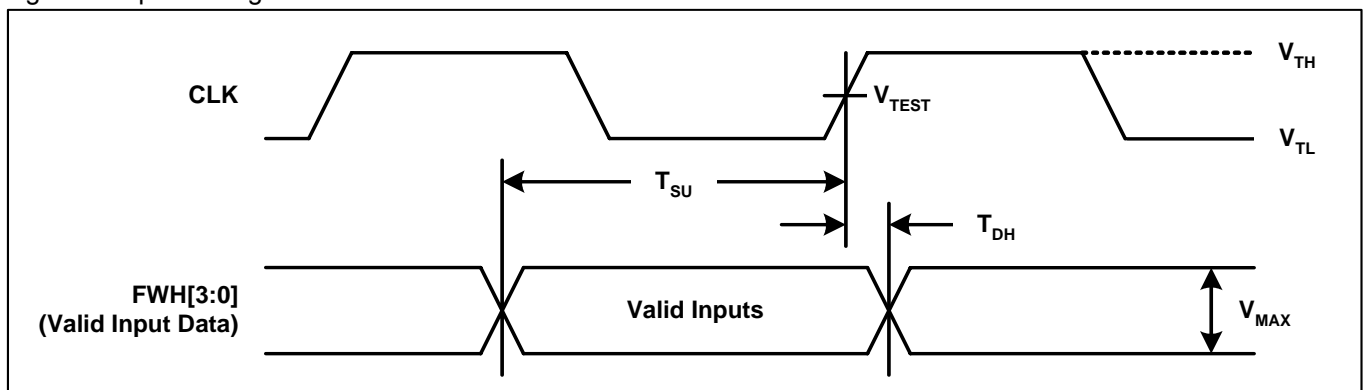 CLK
V_TH
V_TEST
V_TL
T_SU
T_DH
FWH[3:0]
(Valid Input Data)
Valid Inputs
V_MAX